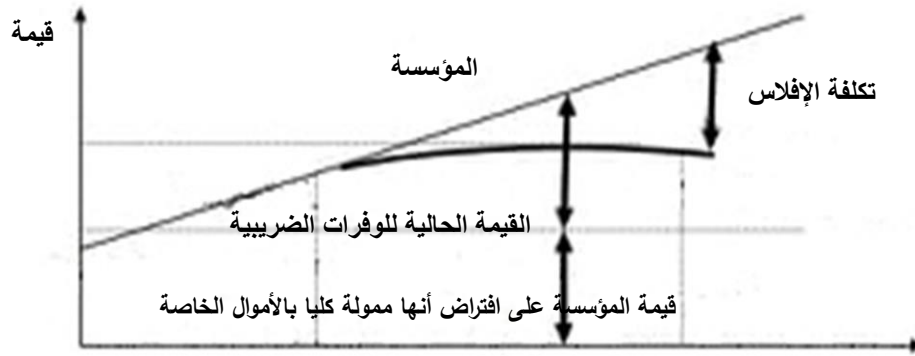 قيمة
المؤسسة
تكلفة الإفلاس
القيمة الحالية للوفرات الضريبية
قيمة المؤسسة على افتراض أنها ممولة كليا بالأموال الخاصة